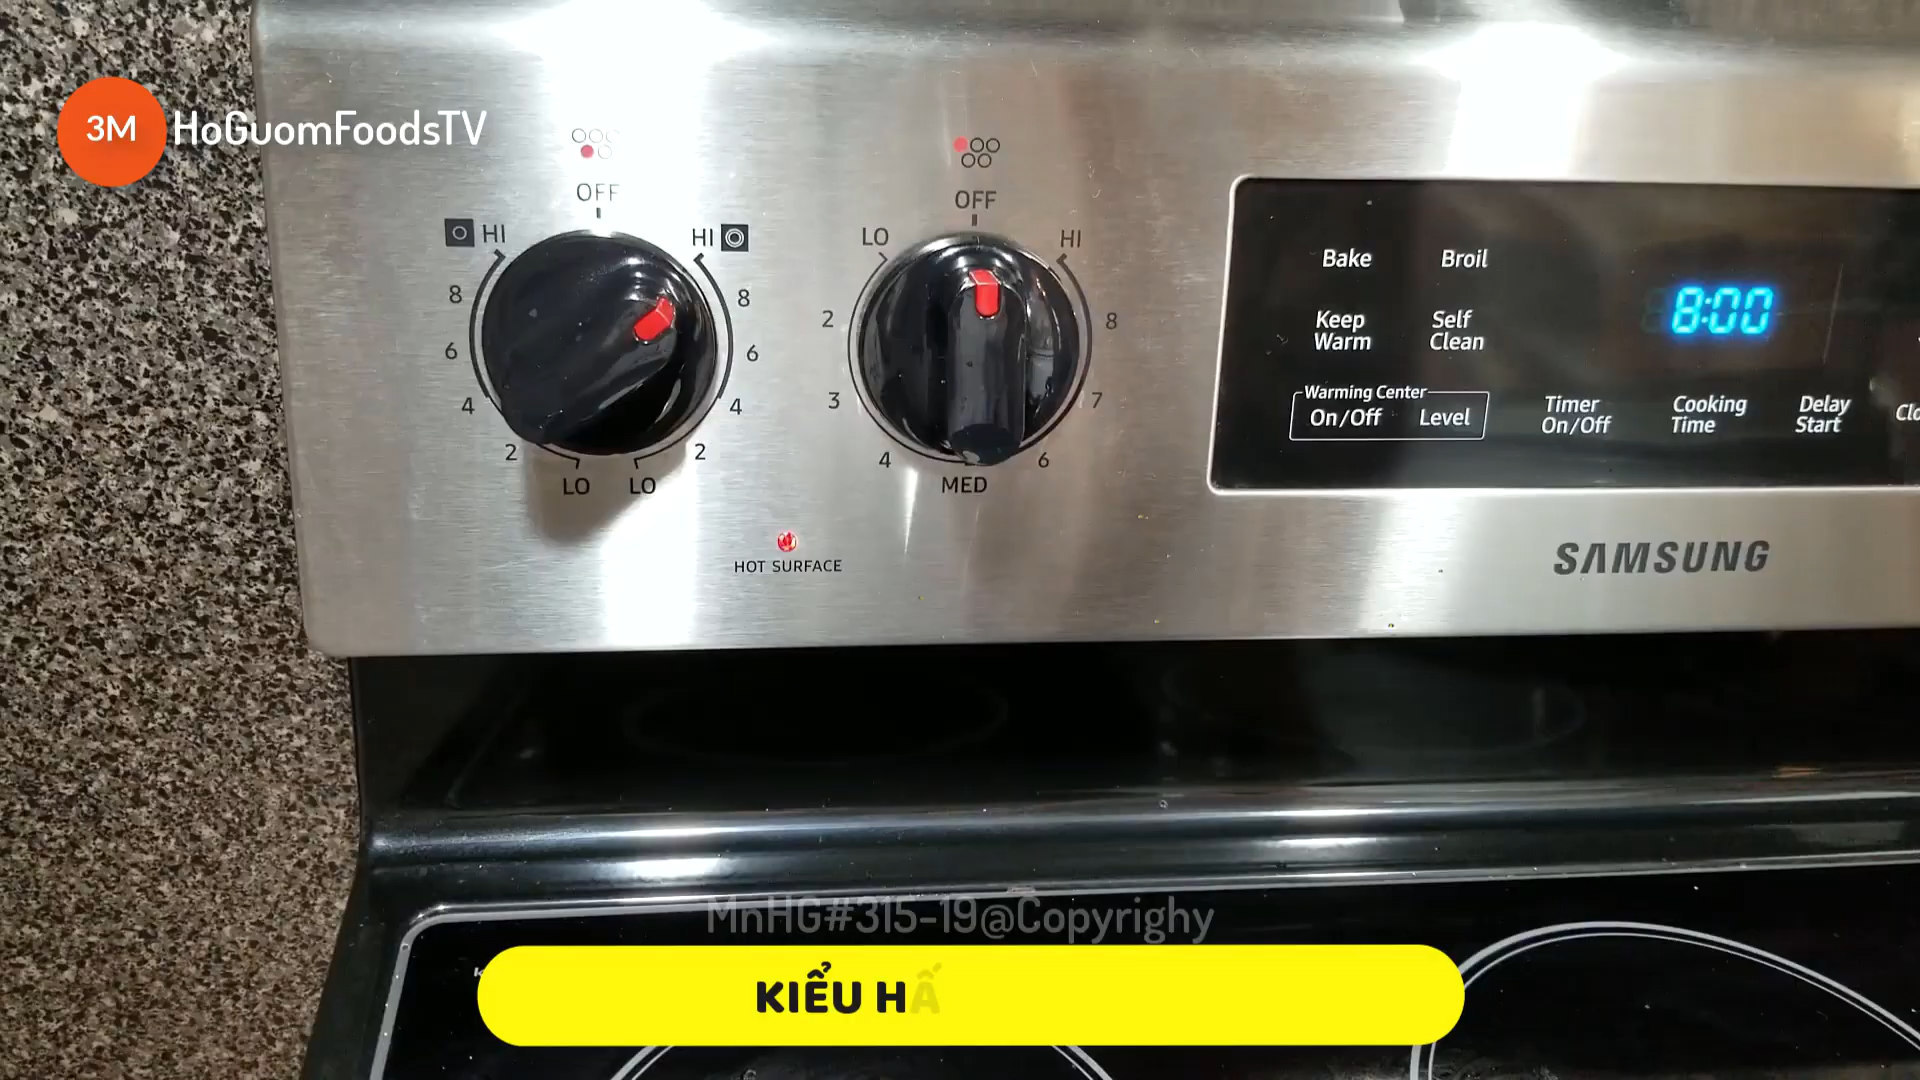 3M HoGuomFoodsTV
OFF
HI HI
8 8
6 6
4 4
2 2
LO LO
HOT SURFACE
OFF
LO HI
2 8
3 7
4 6
MED
Bake Broil
8:00
Keep Warm
Self Clean
Warming Center
On/Off Level
Timer On/Off
Cooking Time
Delay Start
SAMSUNG
MnHG#315-19@Copyrighy
KIỂU HẤ